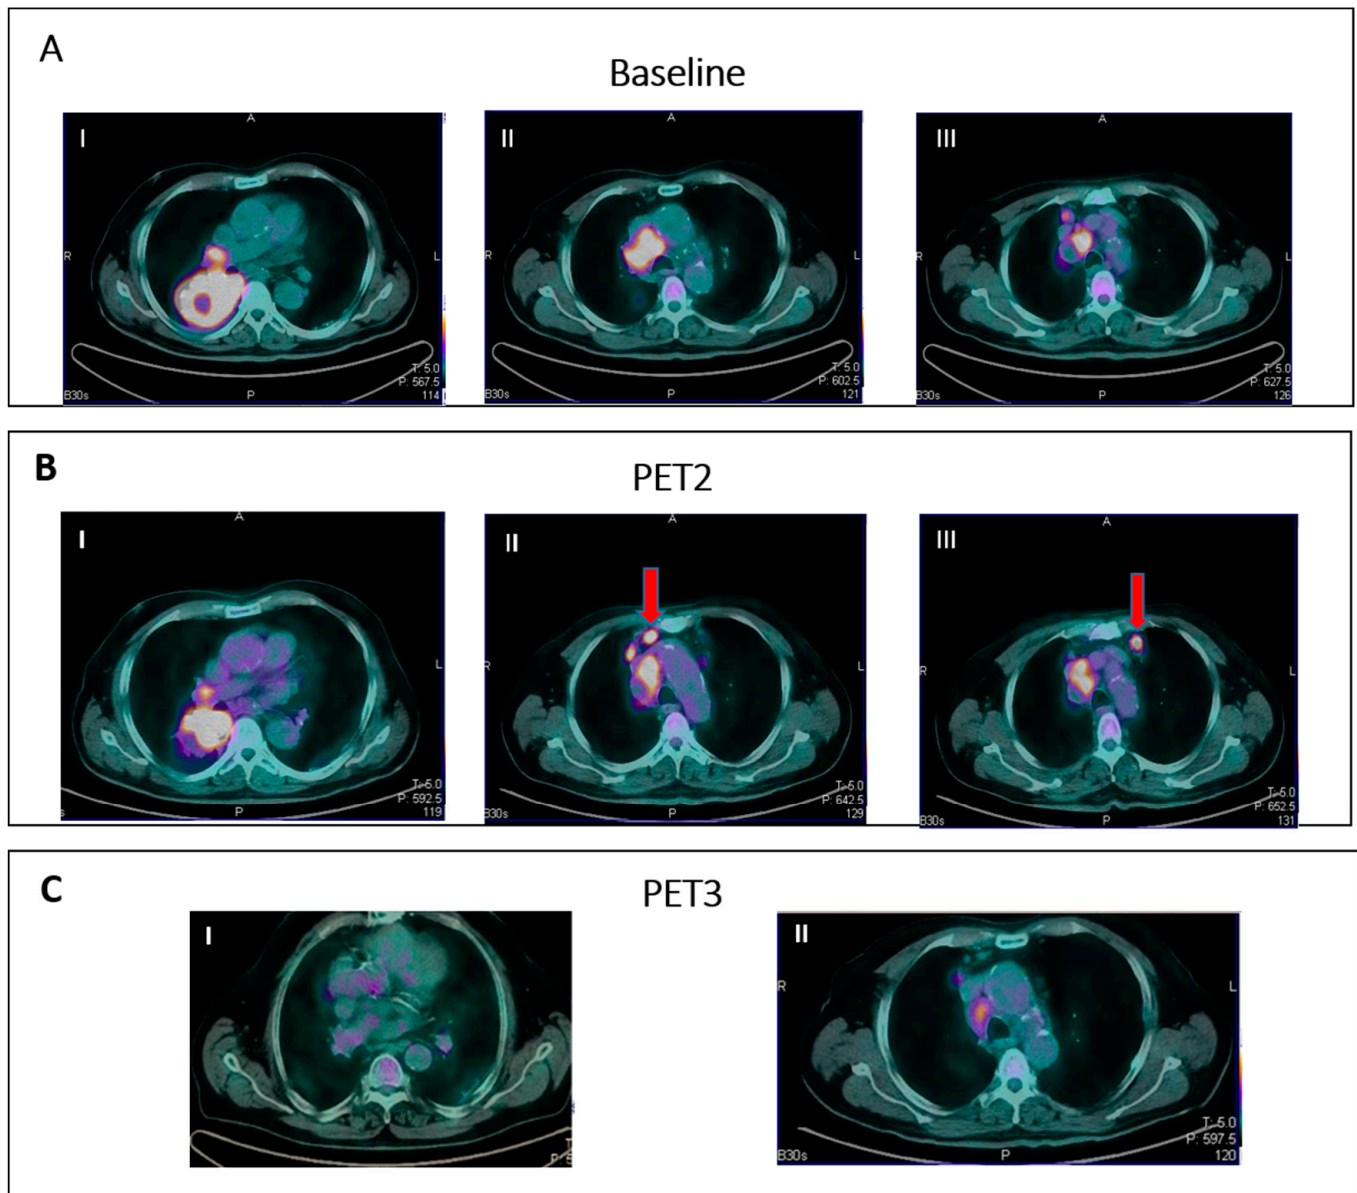 A
Baseline
I
A
R
L
T: 5.0
P: 567.5
B30s
P
114
II
A
R
L
T: 5.0
P: 602.5
B30s
P
121
III
A
R
L
T: 5.0
P: 627.5
B30s
P
126
B
PET2
I
A
L
T: 5.0
P: 592.5
s
P
119
II
A
R
L
T: 5.0
P: 642.5
B30s
P
129
III
A
R
L
T: 5.0
P: 652.5
B30s
P
131
C
PET3
I
II
R
L
T: 5.0
P: 597.5
B30s
P
120